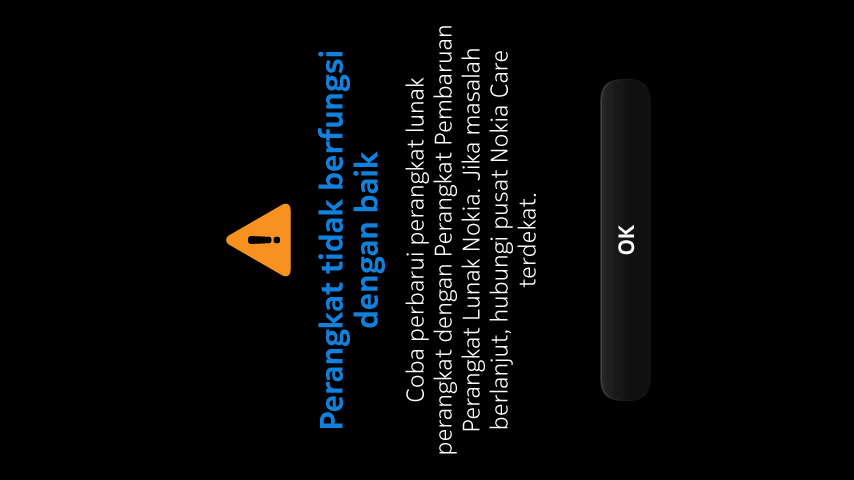 Perangkat tidak berfungsi
dengan baik
Coba perbarui perangkat lunak
perangkat dengan Perangkat Pembaruan
Perangkat Lunak Nokia. Jika masalah
berlanjut, hubungi pusat Nokia Care
terdekat.
OK